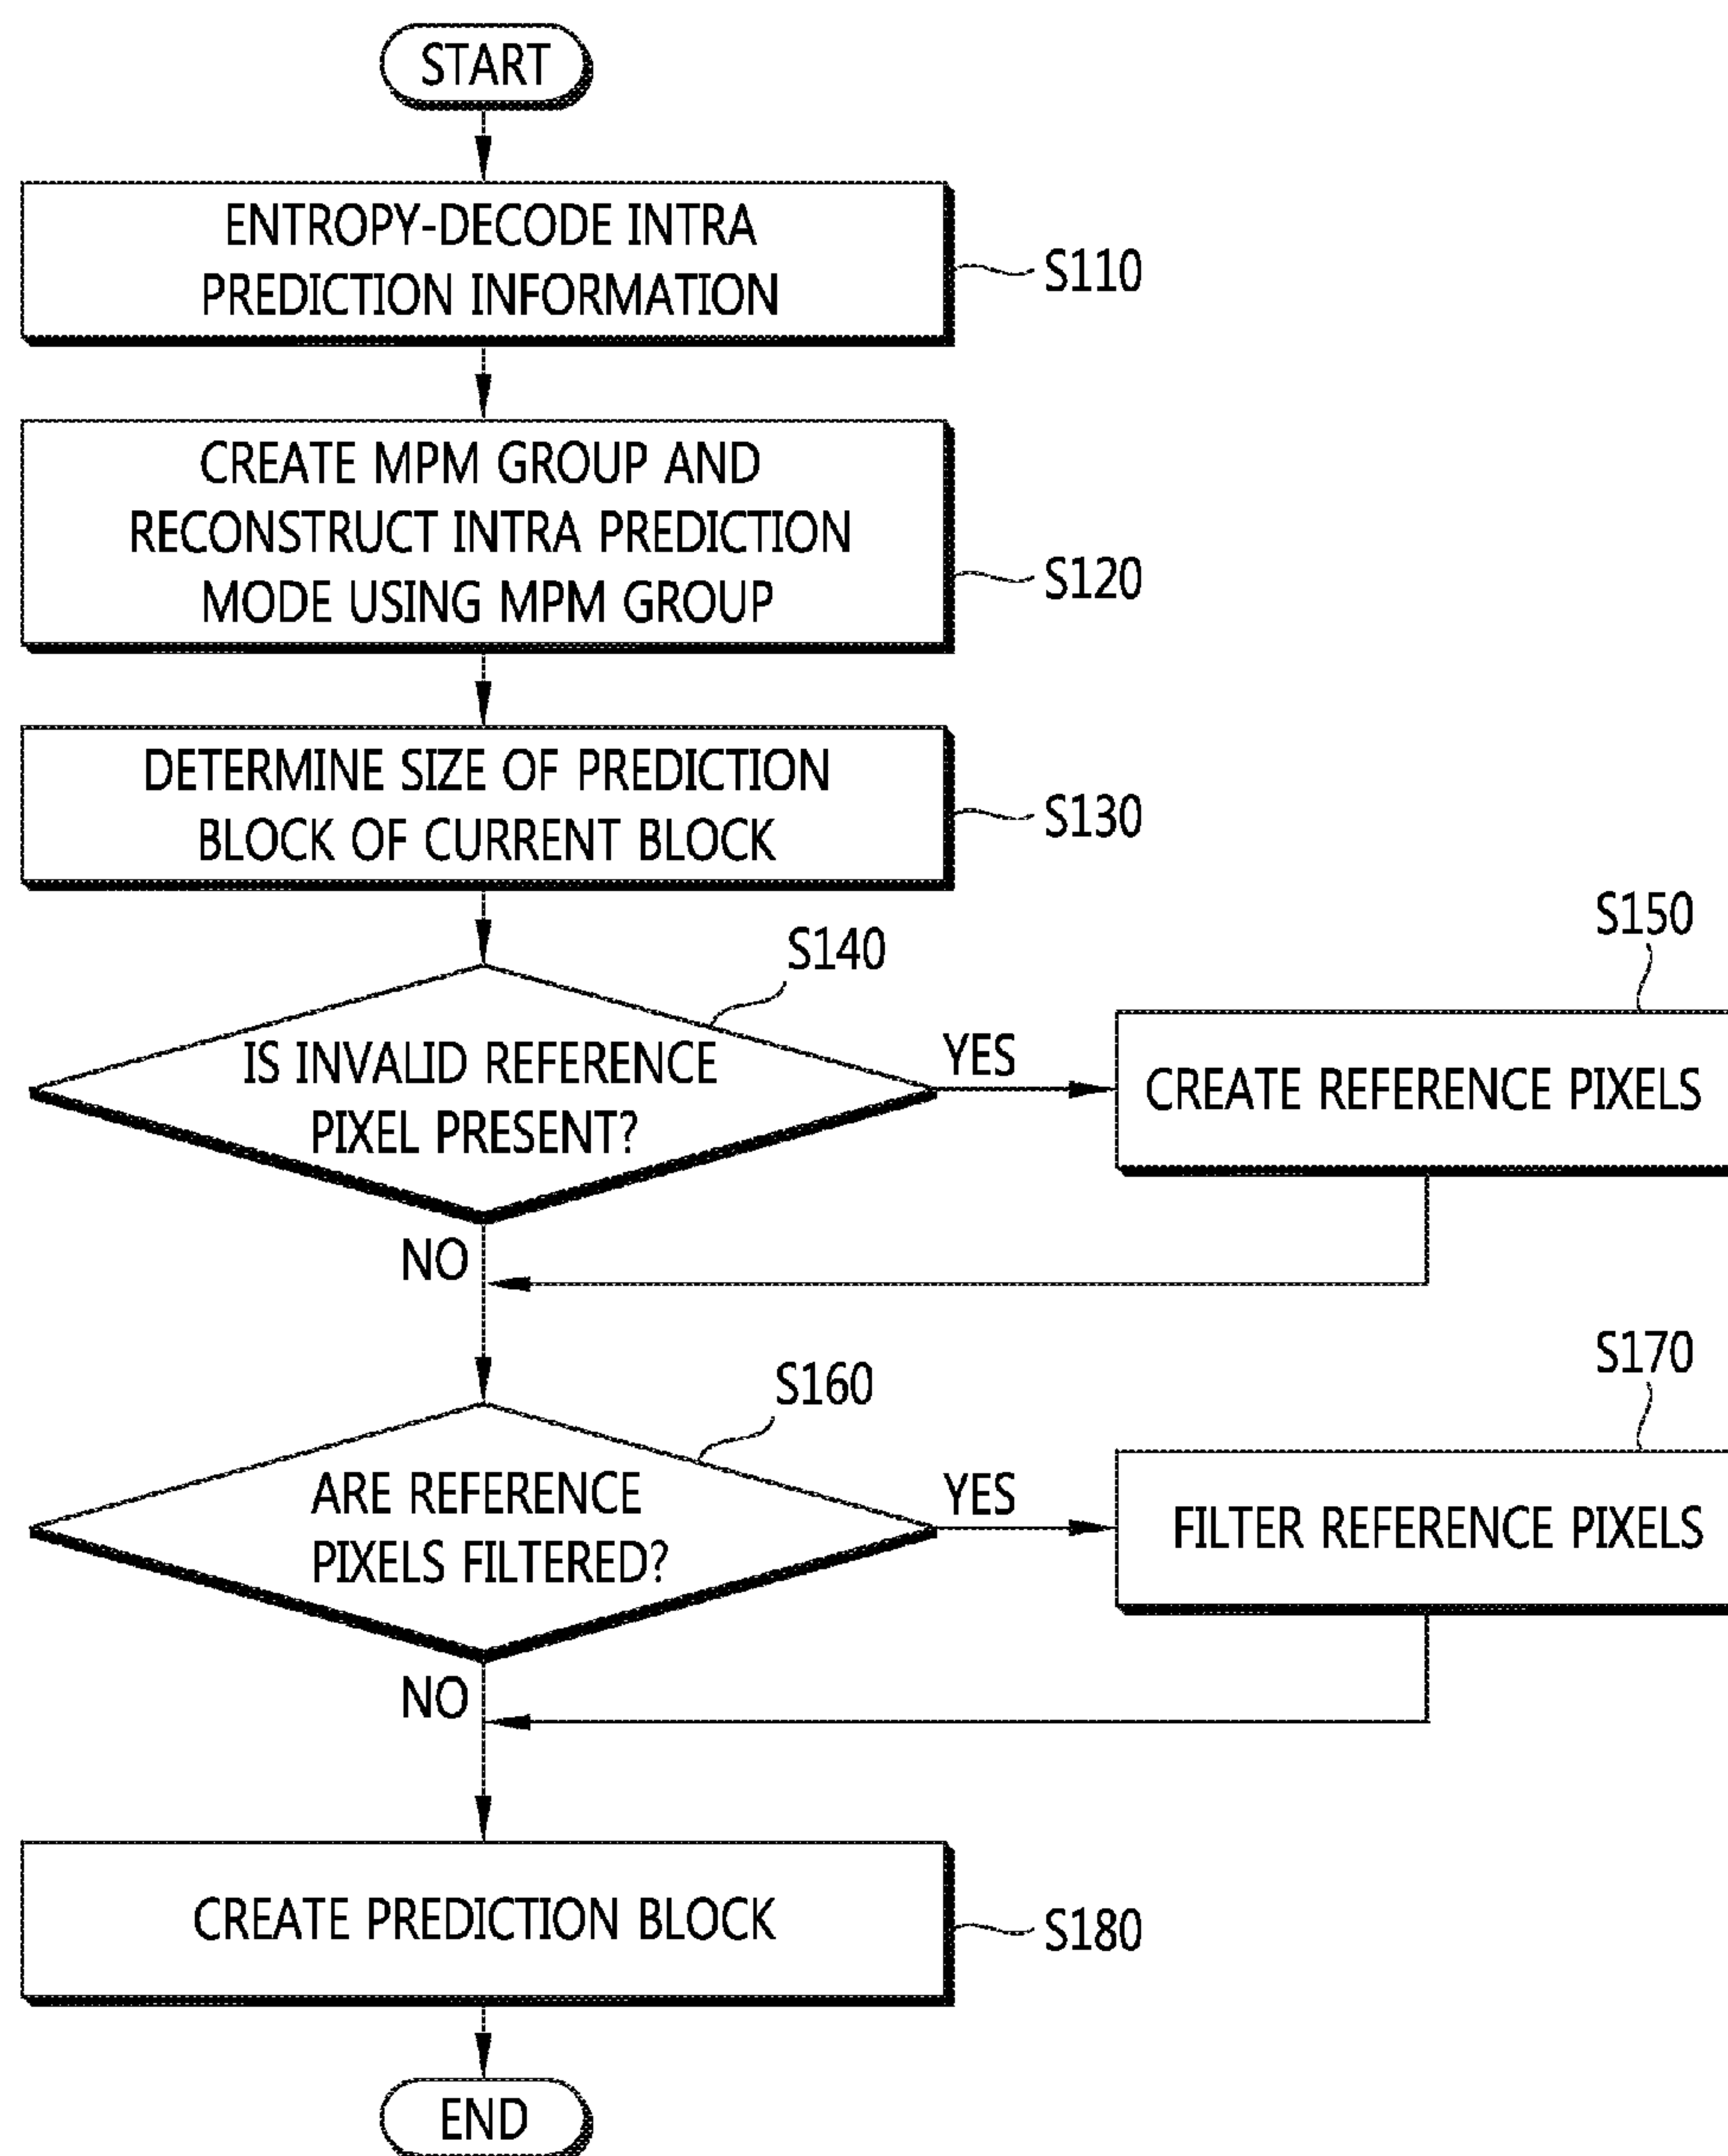 START
ENTROPY-DECODE INTRA
PREDICTION INFORMATION
S110
CREATE MPM GROUP AND
RECONSTRUCT INTRA PREDICTION
MODE USING MPM GROUP
S120
DETERMINE SIZE OF PREDICTION
BLOCK OF CURRENT BLOCK
S130
S140
IS INVALID REFERENCE
PIXEL PRESENT?
YES
S150
CREATE REFERENCE PIXELS
NO
S160
ARE REFERENCE
PIXELS FILTERED?
YES
S170
FILTER REFERENCE PIXELS
NO
CREATE PREDICTION BLOCK
S180
END